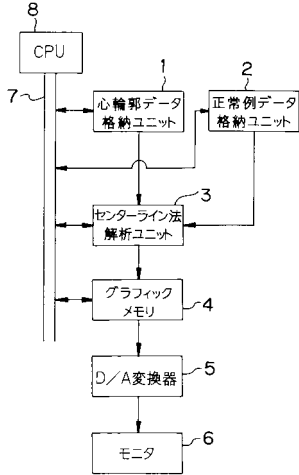 8
CPU
7
1
心輪郭データ
格納ユニット
2
正常例データ
格納ユニット
3
センターライン法
解析ユニット
グラフィック
メモリ
4
D/A変換器
5
モニタ
6